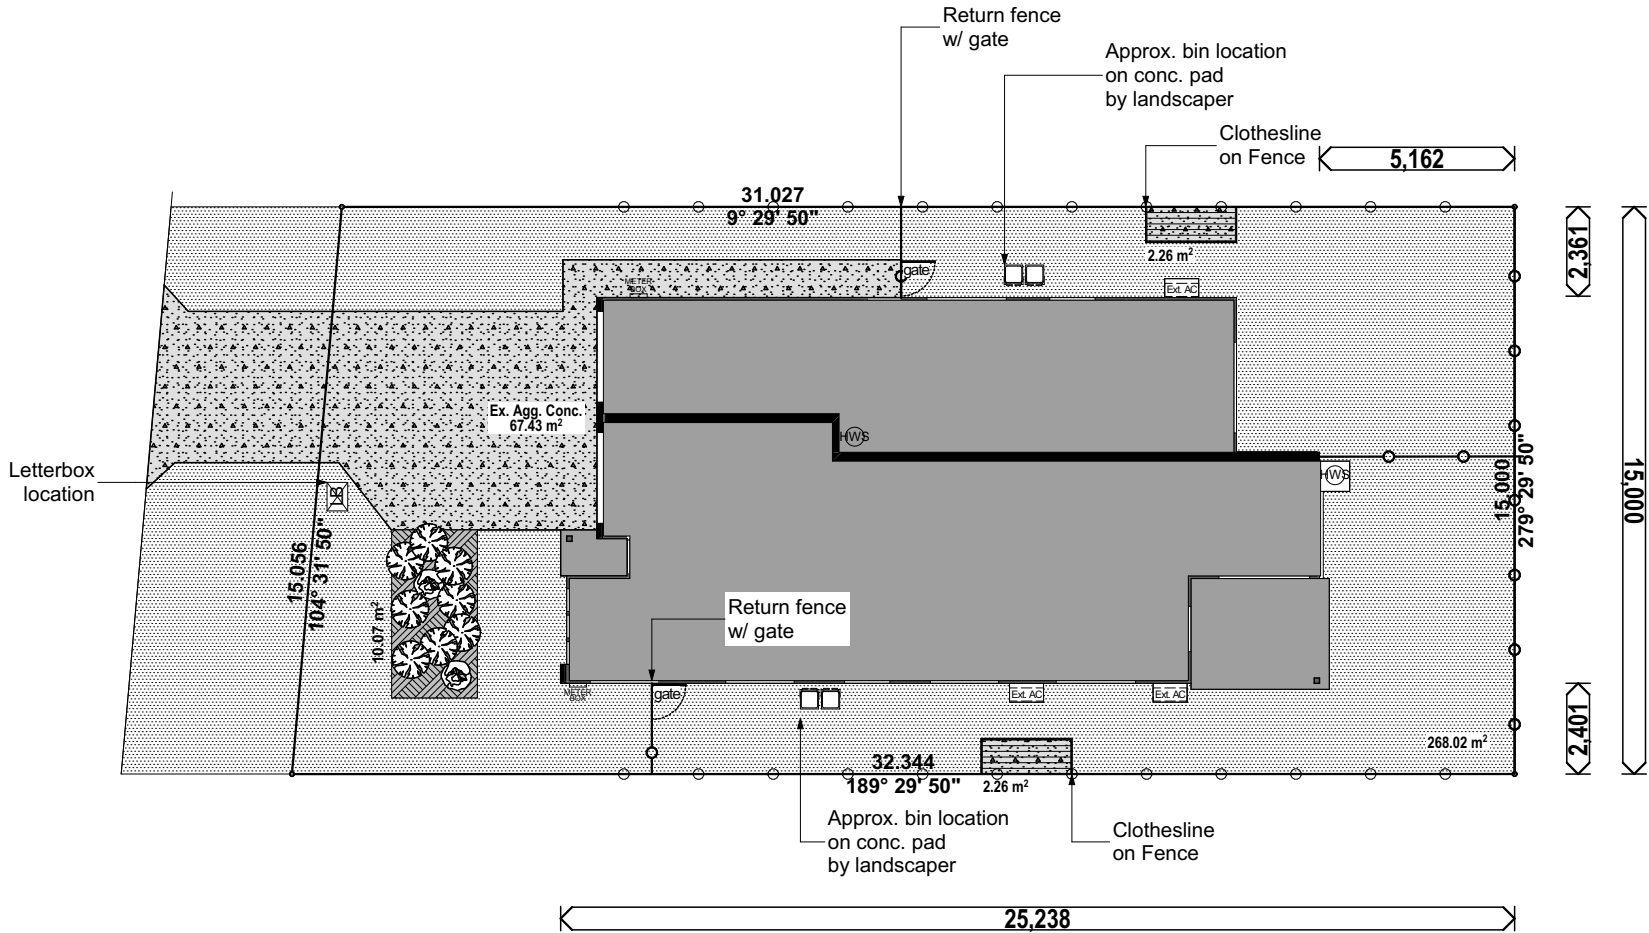 Return fence
w/ gate
Approx. bin location
on conc. pad
by landscaper
Clothesline
on Fence
5,162
31.027
9° 29' 50"
2,361
2.26 m²
gate
METER
BOX
Ext. AC
Ex. Agg. Conc.
67.43 m²
HWS
HWS
Letterbox
location
LB
15.000
279° 29' 50"
15,000
15.056
104° 31' 50"
10.07 m²
Return fence
w/ gate
METER
BOX
gate
Ext. AC
Ext. AC
2,401
268.02 m²
32.344
189° 29' 50"
2.26 m²
Approx. bin location
on conc. pad
by landscaper
Clothesline
on Fence
25,238